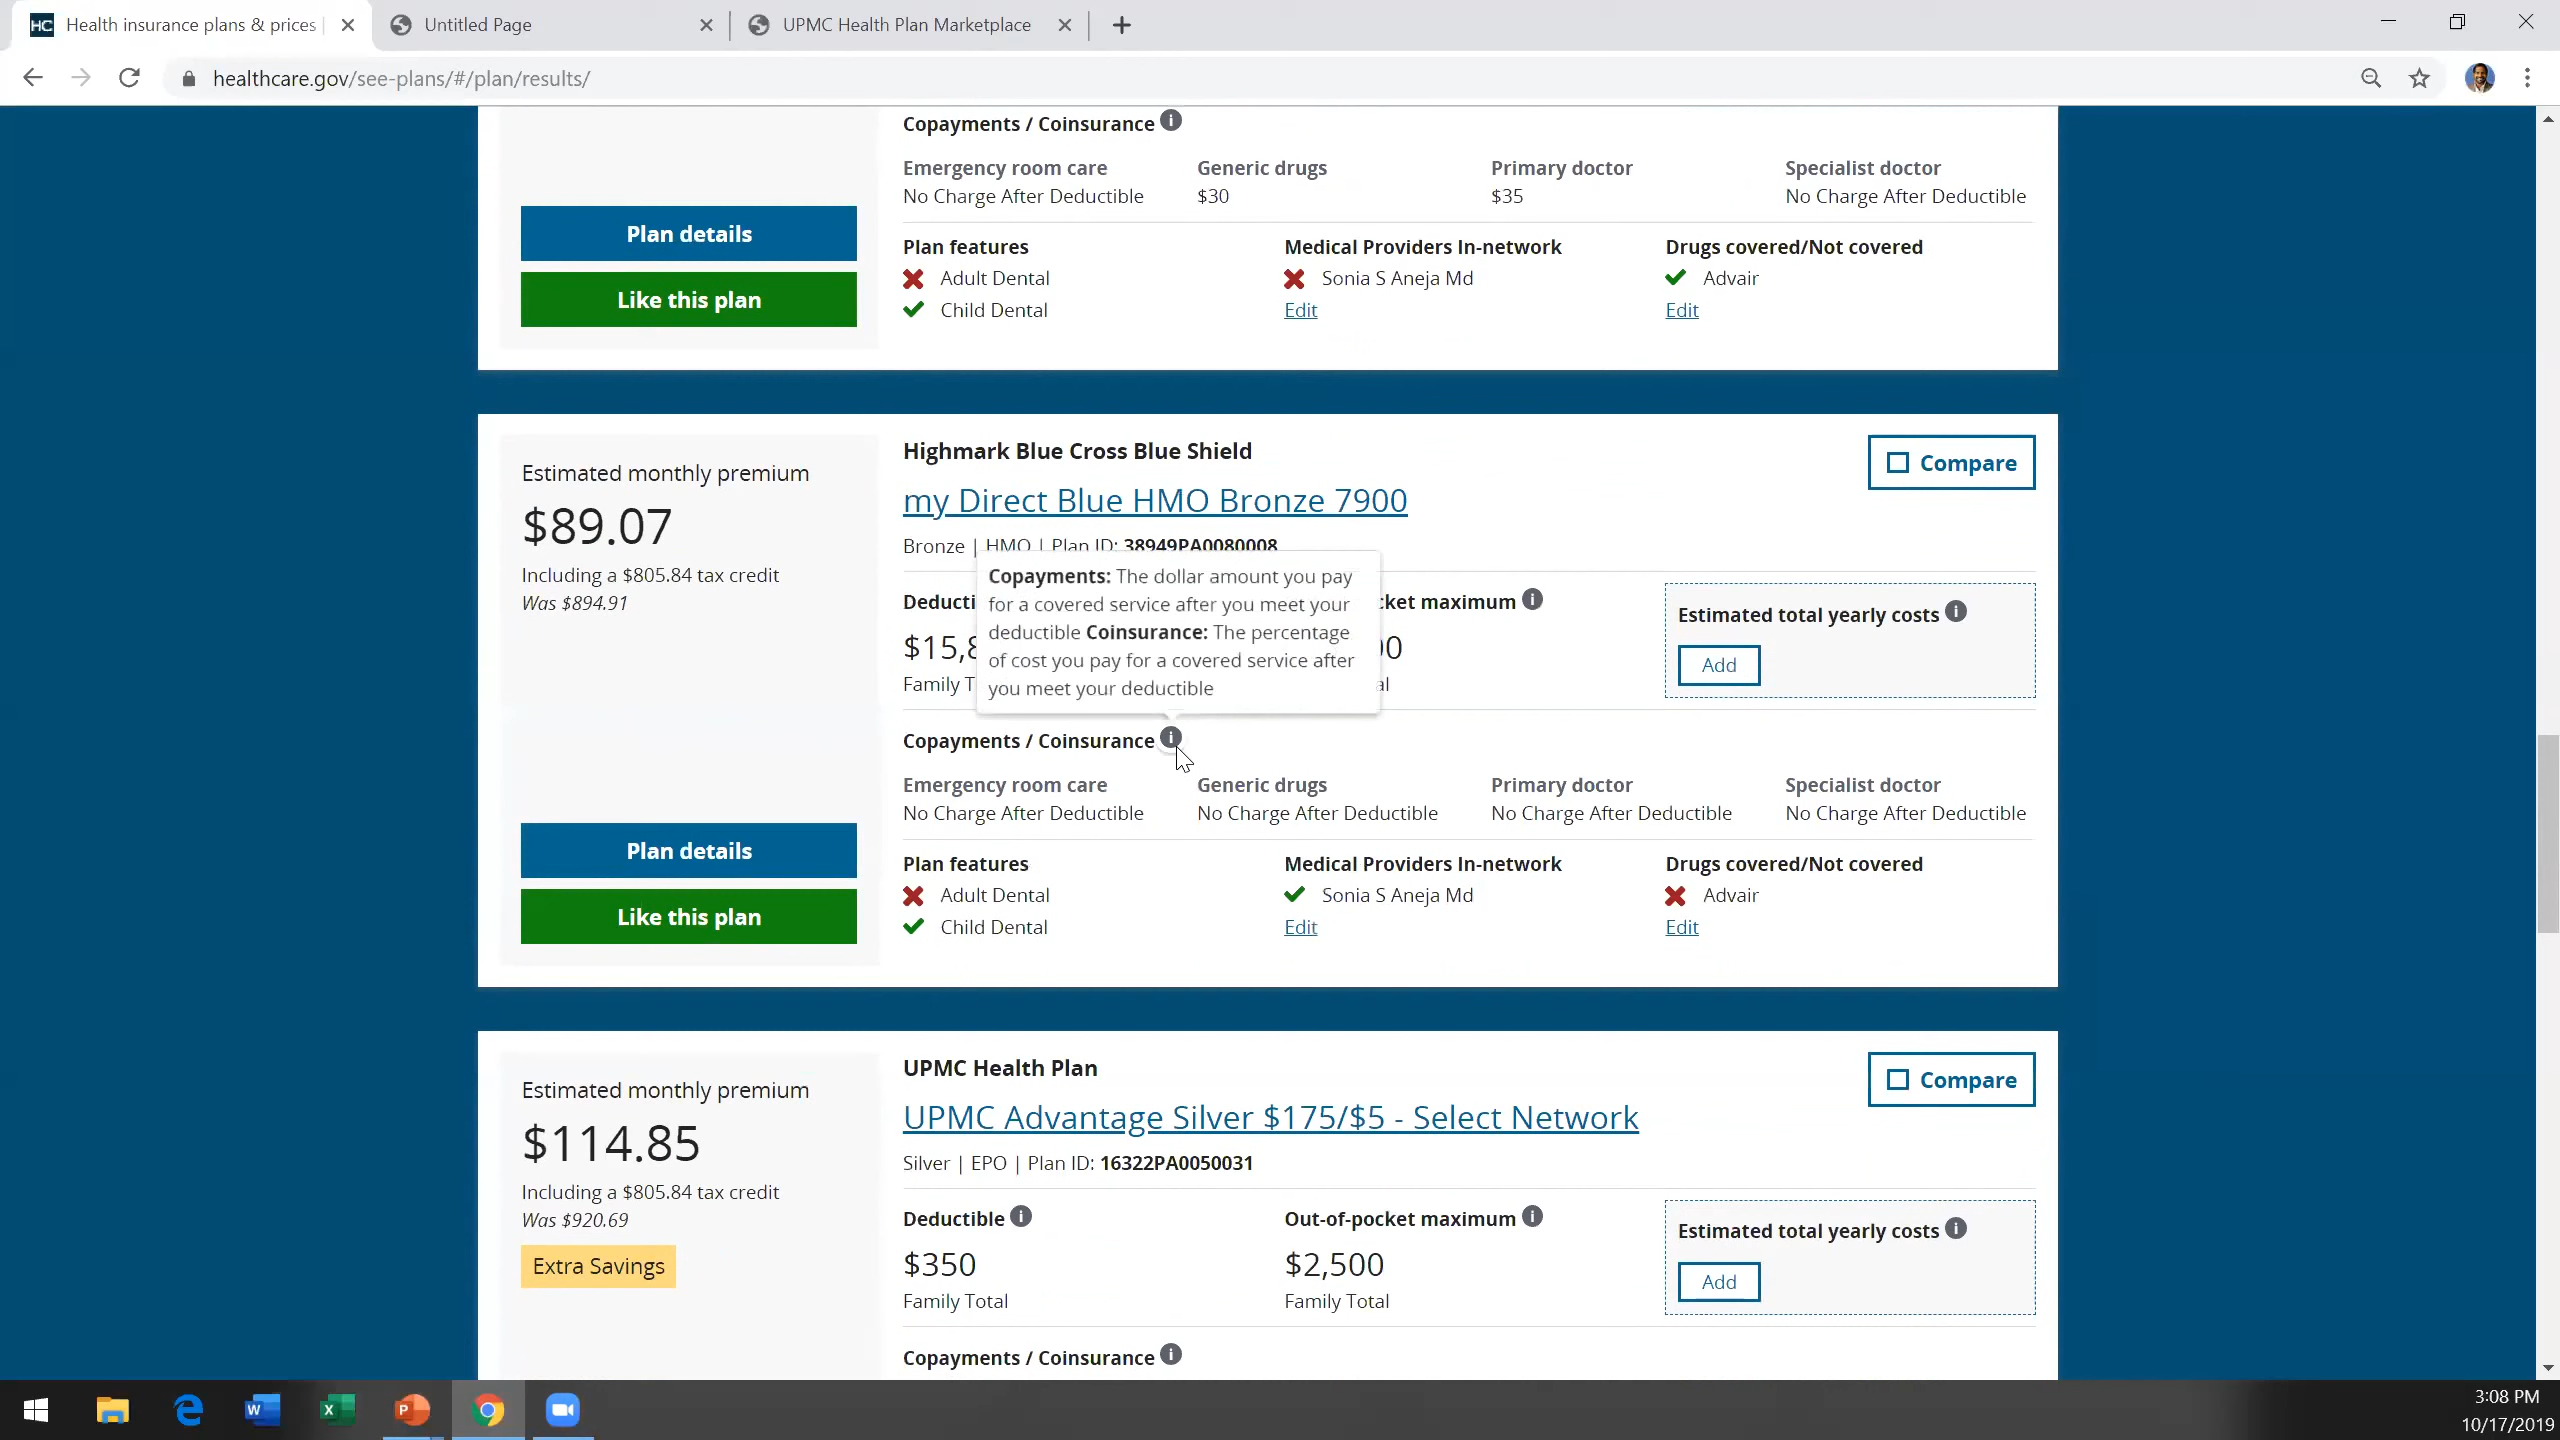 HC Health insurance plans & prices |
Untitled Page
UPMC Health Plan Marketplace
healthcare.gov/see-plans/#/plan/results/
Copayments / Coinsurance i
Emergency room care Generic drugs Primary doctor Specialist doctor
No Charge After Deductible $30 $35 No Charge After Deductible
Plan details
Like this plan
Plan features Medical Providers In-network Drugs covered/Not covered
Adult Dental Sonia S Aneja Md Advair
Child Dental Edit Edit
Estimated monthly premium
$89.07
Including a $805.84 tax credit
Was $894.91
Plan details
Like this plan
Highmark Blue Cross Blue Shield
Compare
my Direct Blue HMO Bronze 7900
Bronze | HMO | Plan ID: 38949PA0080008
Copayments: The dollar amount you pay
for a covered service after you meet your
deductible Coinsurance: The percentage
of cost you pay for a covered service after
you meet your deductible
Deducti cket maximum i
$15,8 00
Family T al
Estimated total yearly costs i
Add
Copayments / Coinsurance i
Emergency room care Generic drugs Primary doctor Specialist doctor
No Charge After Deductible No Charge After Deductible No Charge After Deductible No Charge After Deductible
Plan features Medical Providers In-network Drugs covered/Not covered
Adult Dental Sonia S Aneja Md Advair
Child Dental Edit Edit
Estimated monthly premium
$114.85
Including a $805.84 tax credit
Was $920.69
Extra Savings
UPMC Health Plan
Compare
UPMC Advantage Silver $175/$5 - Select Network
Silver | EPO | Plan ID: 16322PA0050031
Deductible i Out-of-pocket maximum i
$350 $2,500
Family Total Family Total
Estimated total yearly costs i
Add
Copayments / Coinsurance i
3:08 PM
10/17/2019